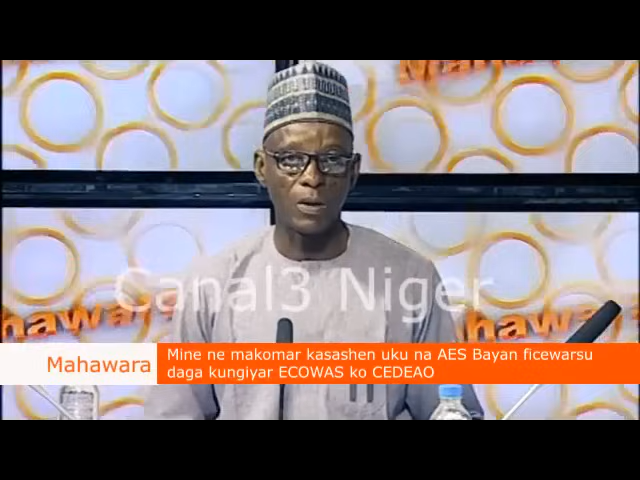 Canal3 Niger
Mahawara
Mine ne makomar kasashen uku na AES Bayan ficewarsu
daga kungiyar ECOWAS ko CEDEAO